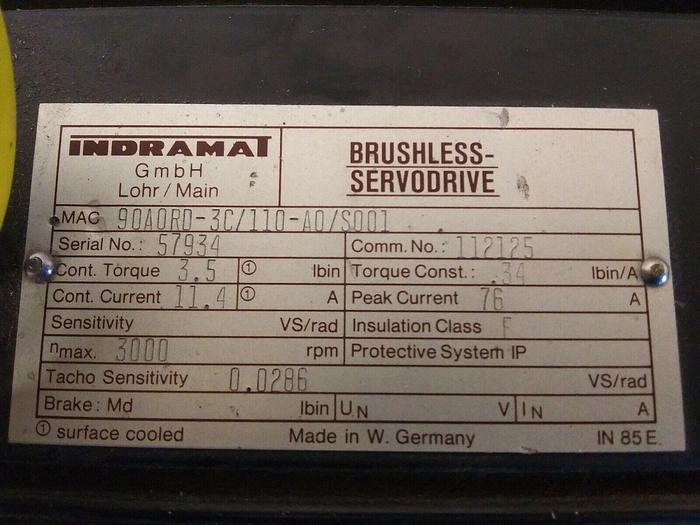 INDRAMAT
GmbH
Lohr / Main
BRUSHLESS-
SERVODRIVE
MAC 90A0RD-3C/110-A0/S001
Serial No.: 57934
Comm. No.: 112125
Cont. Torque 3.5 ① lbin
Torque Const.: .34 lbin/A
Cont. Current 11.4 ① A
Peak Current 76 A
Sensitivity VS/rad
Insulation Class F
nmax. 3000 rpm
Protective System IP
Tacho Sensitivity 0.0286 VS/rad
Brake: Md lbin UN V IN A
① surface cooled
Made in W. Germany
IN 85 E.